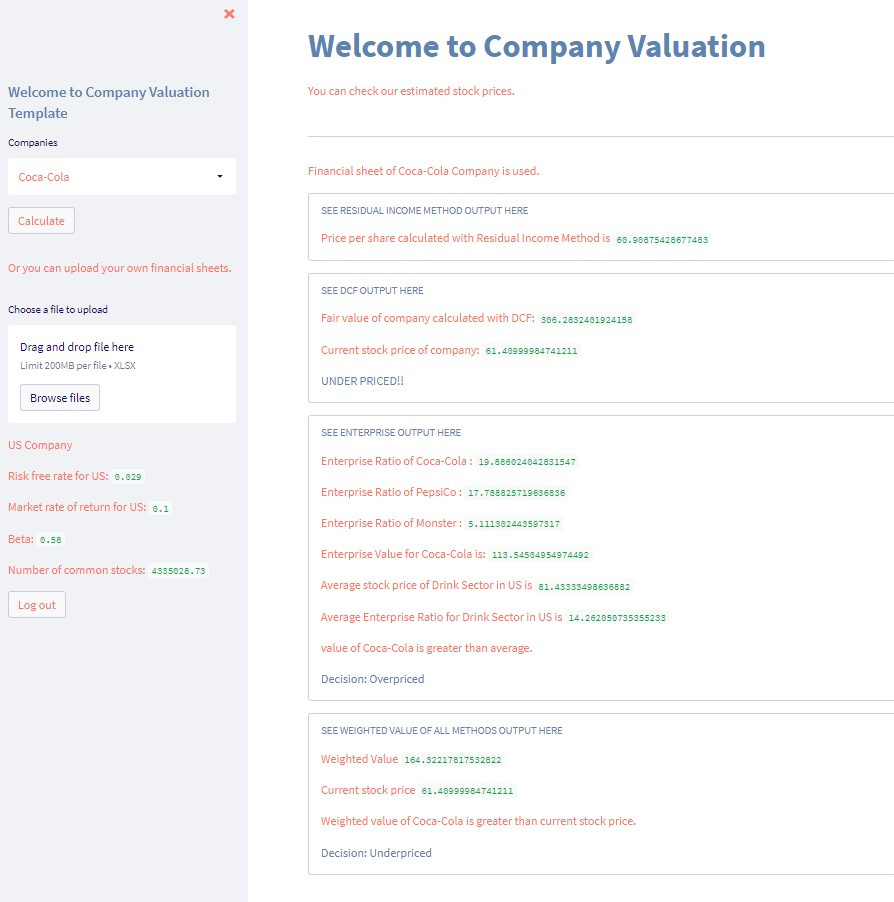 Welcome to Company Valuation
Template
Companies
Coca-Cola
Calculate
Or you can upload your own financial sheets.
Choose a file to upload
Drag and drop file here
Limit 200MB per file • XLSX
Browse files
US Company
Risk free rate for US: 0.029
Market rate of return for US: 0.1
Beta: 0.58
Number of common stocks: 4335028.73
Log out
Welcome to Company Valuation
You can check our estimated stock prices.
Financial sheet of Coca-Cola Company is used.
SEE RESIDUAL INCOME METHOD OUTPUT HERE
Price per share calculated with Residual Income Method is 60.90875428677483
SEE DCF OUTPUT HERE
Fair value of company calculated with DCF: 306.2832401924158
Current stock price of company: 61.40999984741211
UNDER PRICED!!
SEE ENTERPRISE OUTPUT HERE
Enterprise Ratio of Coca-Cola : 19.886024042831547
Enterprise Ratio of PepsiCo : 17.788825719636836
Enterprise Ratio of Monster : 5.111302443597317
Enterprise Value for Coca-Cola is: 113.54504954974492
Average stock price of Drink Sector in US is 81.43333498636882
Average Enterprise Ratio for Drink Sector in US is 14.262050735355233
value of Coca-Cola is greater than average.
Decision: Overpriced
SEE WEIGHTED VALUE OF ALL METHODS OUTPUT HERE
Weighted Value 164.32217817532822
Current stock price 61.40999984741211
Weighted value of Coca-Cola is greater than current stock price.
Decision: Underpriced